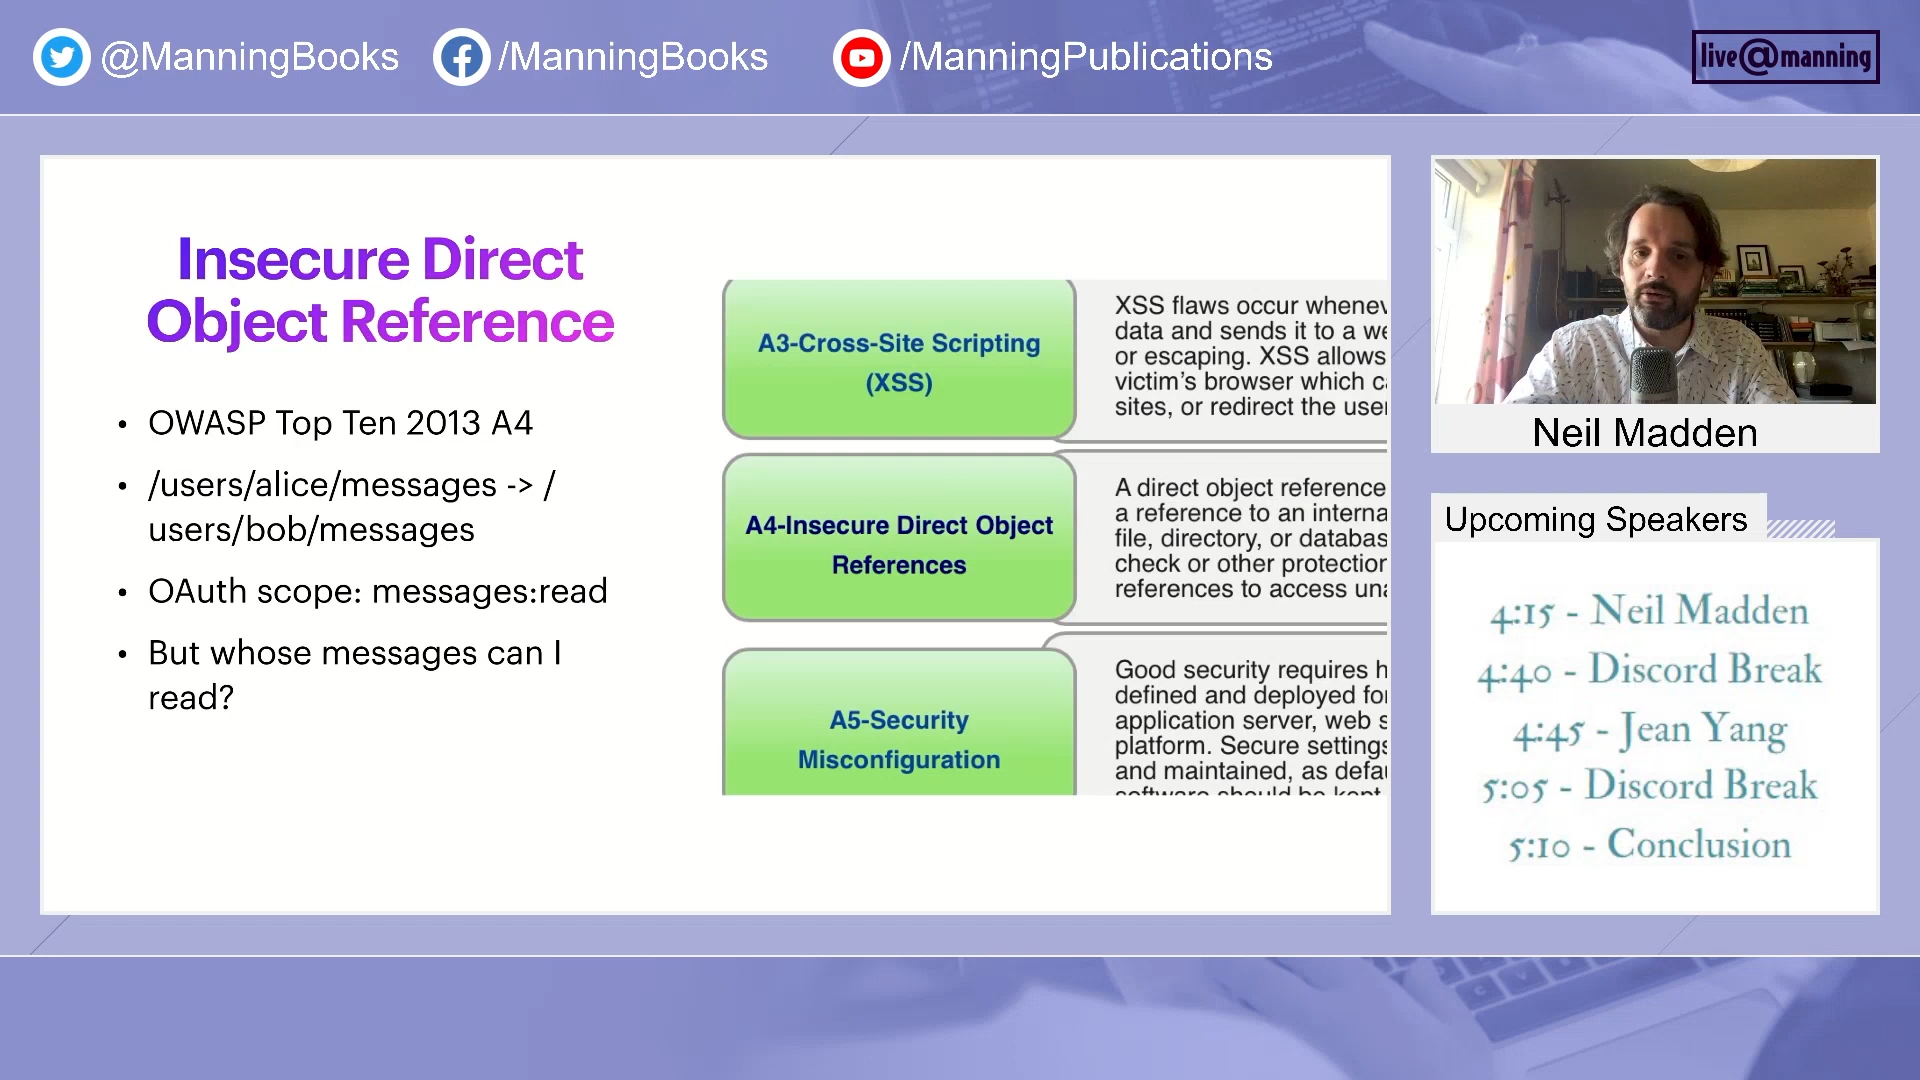 @ManningBooks
/ManningBooks
/ManningPublications
live@manning
Insecure Direct
Object Reference
• OWASP Top Ten 2013 A4
• /users/alice/messages -> /
users/bob/messages
• OAuth scope: messages:read
• But whose messages can I
read?
A3-Cross-Site Scripting
(XSS)
XSS flaws occur whenev
data and sends it to a we
or escaping. XSS allows
victim's browser which ca
sites, or redirect the user
A4-Insecure Direct Object
References
A direct object reference
a reference to an interna
file, directory, or databas
check or other protection
references to access una
A5-Security
Misconfiguration
Good security requires h
defined and deployed for
application server, web s
platform. Secure settings
and maintained, as defau
software should be kept
Neil Madden
Upcoming Speakers
4:15 - Neil Madden
4:40 - Discord Break
4:45 - Jean Yang
5:05 - Discord Break
5:10 - Conclusion